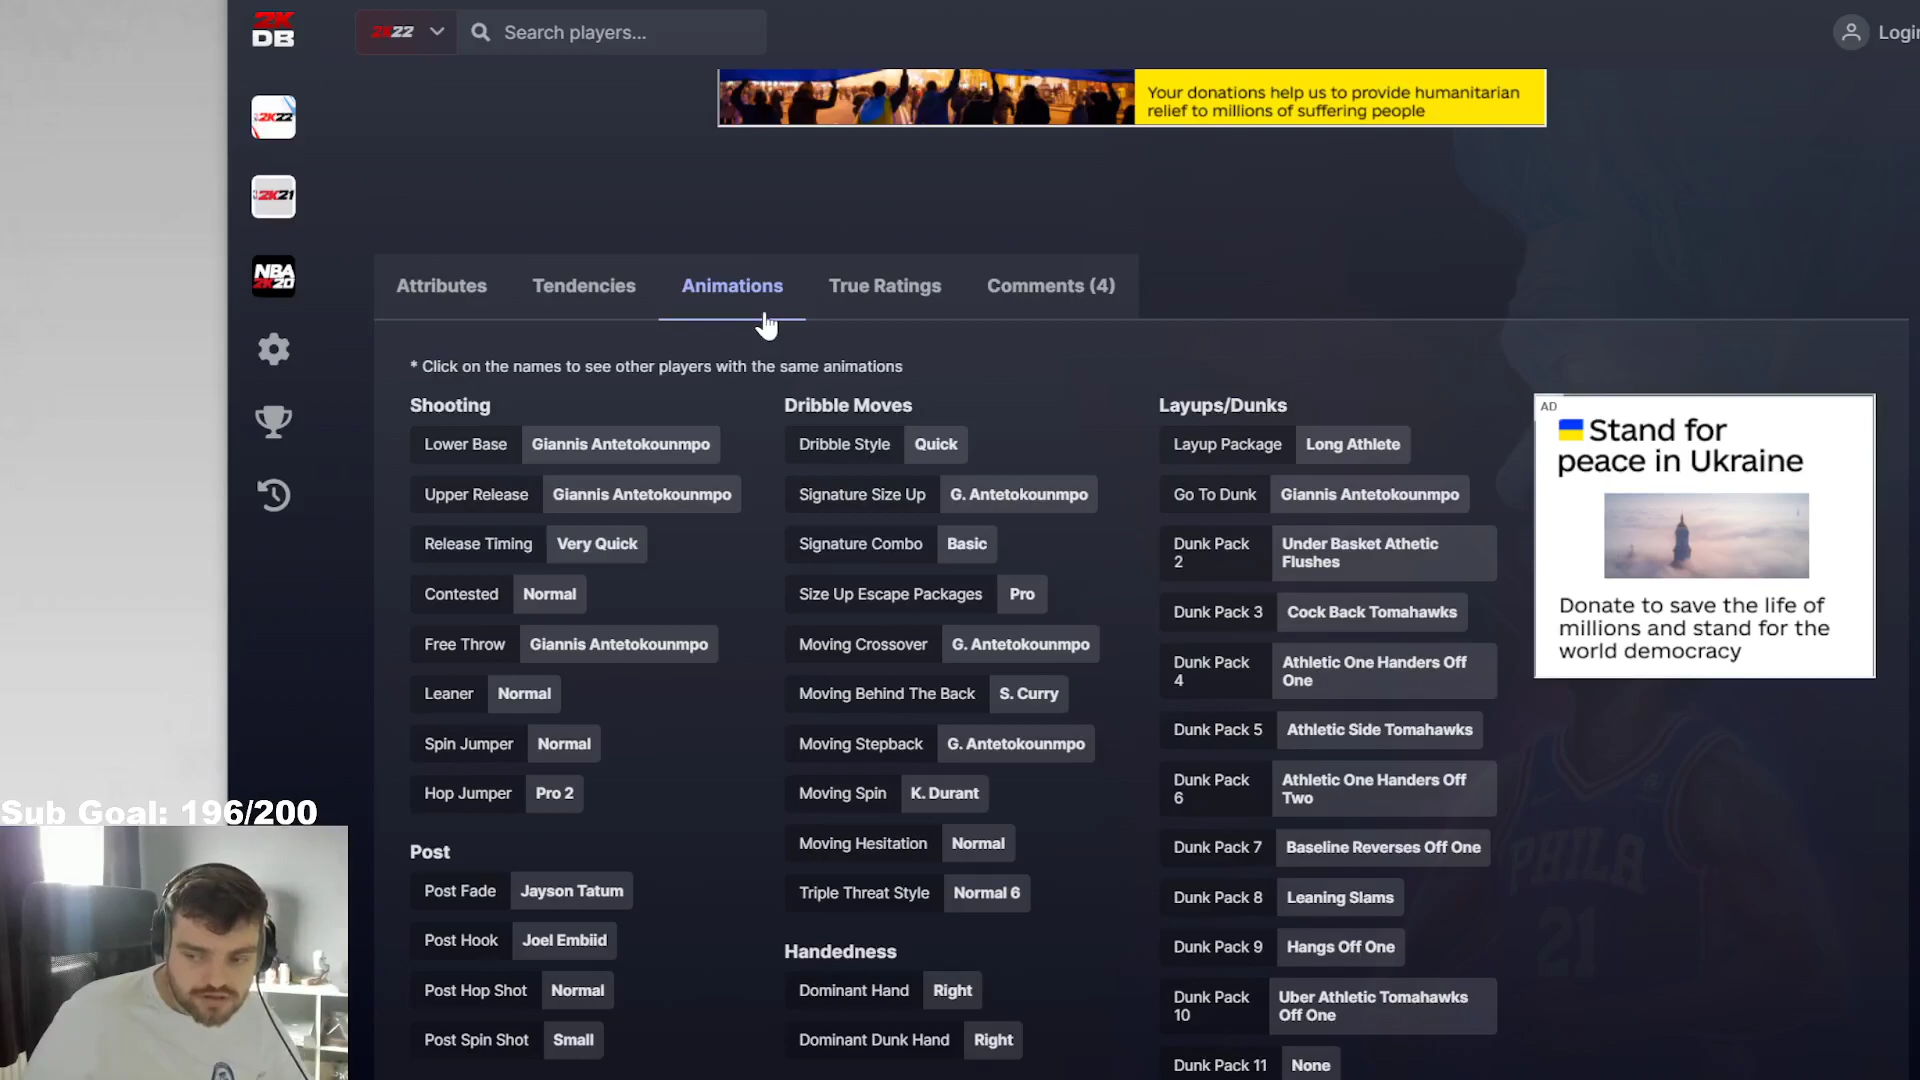 2K
DB
2K22
Search players...
Login
Your donations help us to provide humanitarian
relief to millions of suffering people
2K22
2K21
NBA
2K20
Attributes
Tendencies
Animations
True Ratings
Comments (4)
* Click on the names to see other players with the same animations
Shooting
Lower Base Giannis Antetokounmpo
Upper Release Giannis Antetokounmpo
Release Timing Very Quick
Contested Normal
Free Throw Giannis Antetokounmpo
Leaner Normal
Spin Jumper Normal
Hop Jumper Pro 2
Post
Post Fade Jayson Tatum
Post Hook Joel Embiid
Post Hop Shot Normal
Post Spin Shot Small
Dribble Moves
Dribble Style Quick
Signature Size Up G. Antetokounmpo
Signature Combo Basic
Size Up Escape Packages Pro
Moving Crossover G. Antetokounmpo
Moving Behind The Back S. Curry
Moving Stepback G. Antetokounmpo
Moving Spin K. Durant
Moving Hesitation Normal
Triple Threat Style Normal 6
Handedness
Dominant Hand Right
Dominant Dunk Hand Right
Layups/Dunks
Layup Package Long Athlete
Go To Dunk Giannis Antetokounmpo
Dunk Pack 2 Under Basket Athetic
Flushes
Dunk Pack 3 Cock Back Tomahawks
Dunk Pack 4 Athletic One Handers Off
One
Dunk Pack 5 Athletic Side Tomahawks
Dunk Pack 6 Athletic One Handers Off
Two
Dunk Pack 7 Baseline Reverses Off One
Dunk Pack 8 Leaning Slams
Dunk Pack 9 Hangs Off One
Dunk Pack 10 Uber Athletic Tomahawks
Off One
Dunk Pack 11 None
AD
Stand for
peace in Ukraine
Donate to save the life of
millions and stand for the
world democracy
PHILA
21
Sub Goal: 196/200